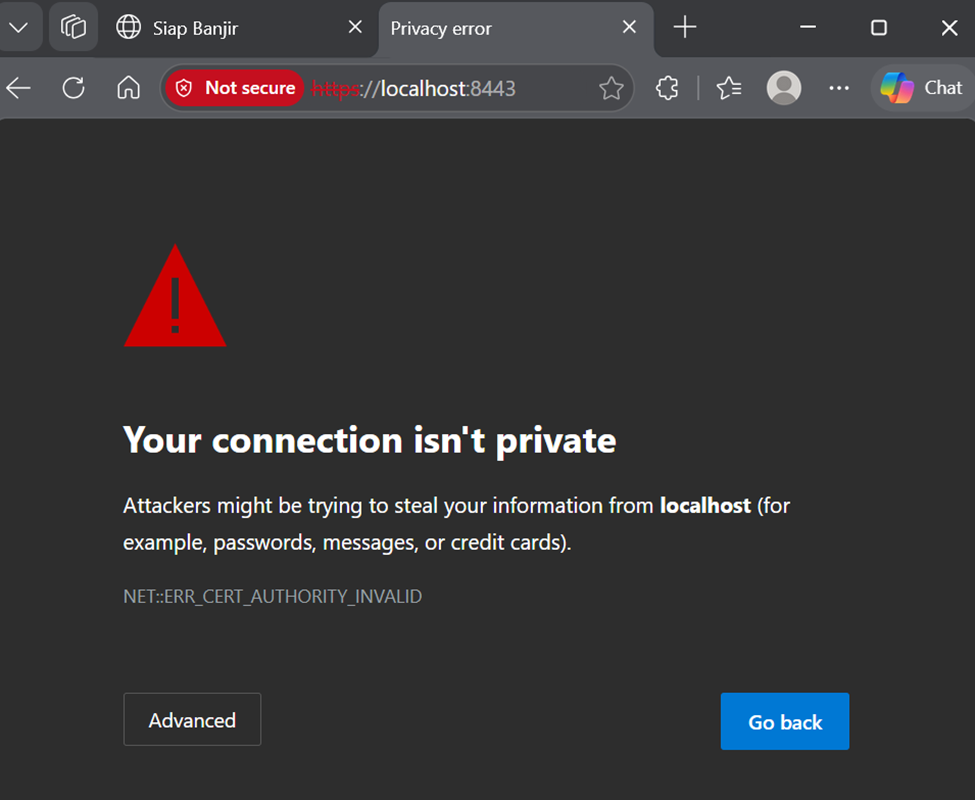 Siap Banjir
Privacy error
Not secure https://localhost:8443
Chat
Your connection isn't private
Attackers might be trying to steal your information from localhost (for
example, passwords, messages, or credit cards).
NET::ERR_CERT_AUTHORITY_INVALID
Advanced
Go back